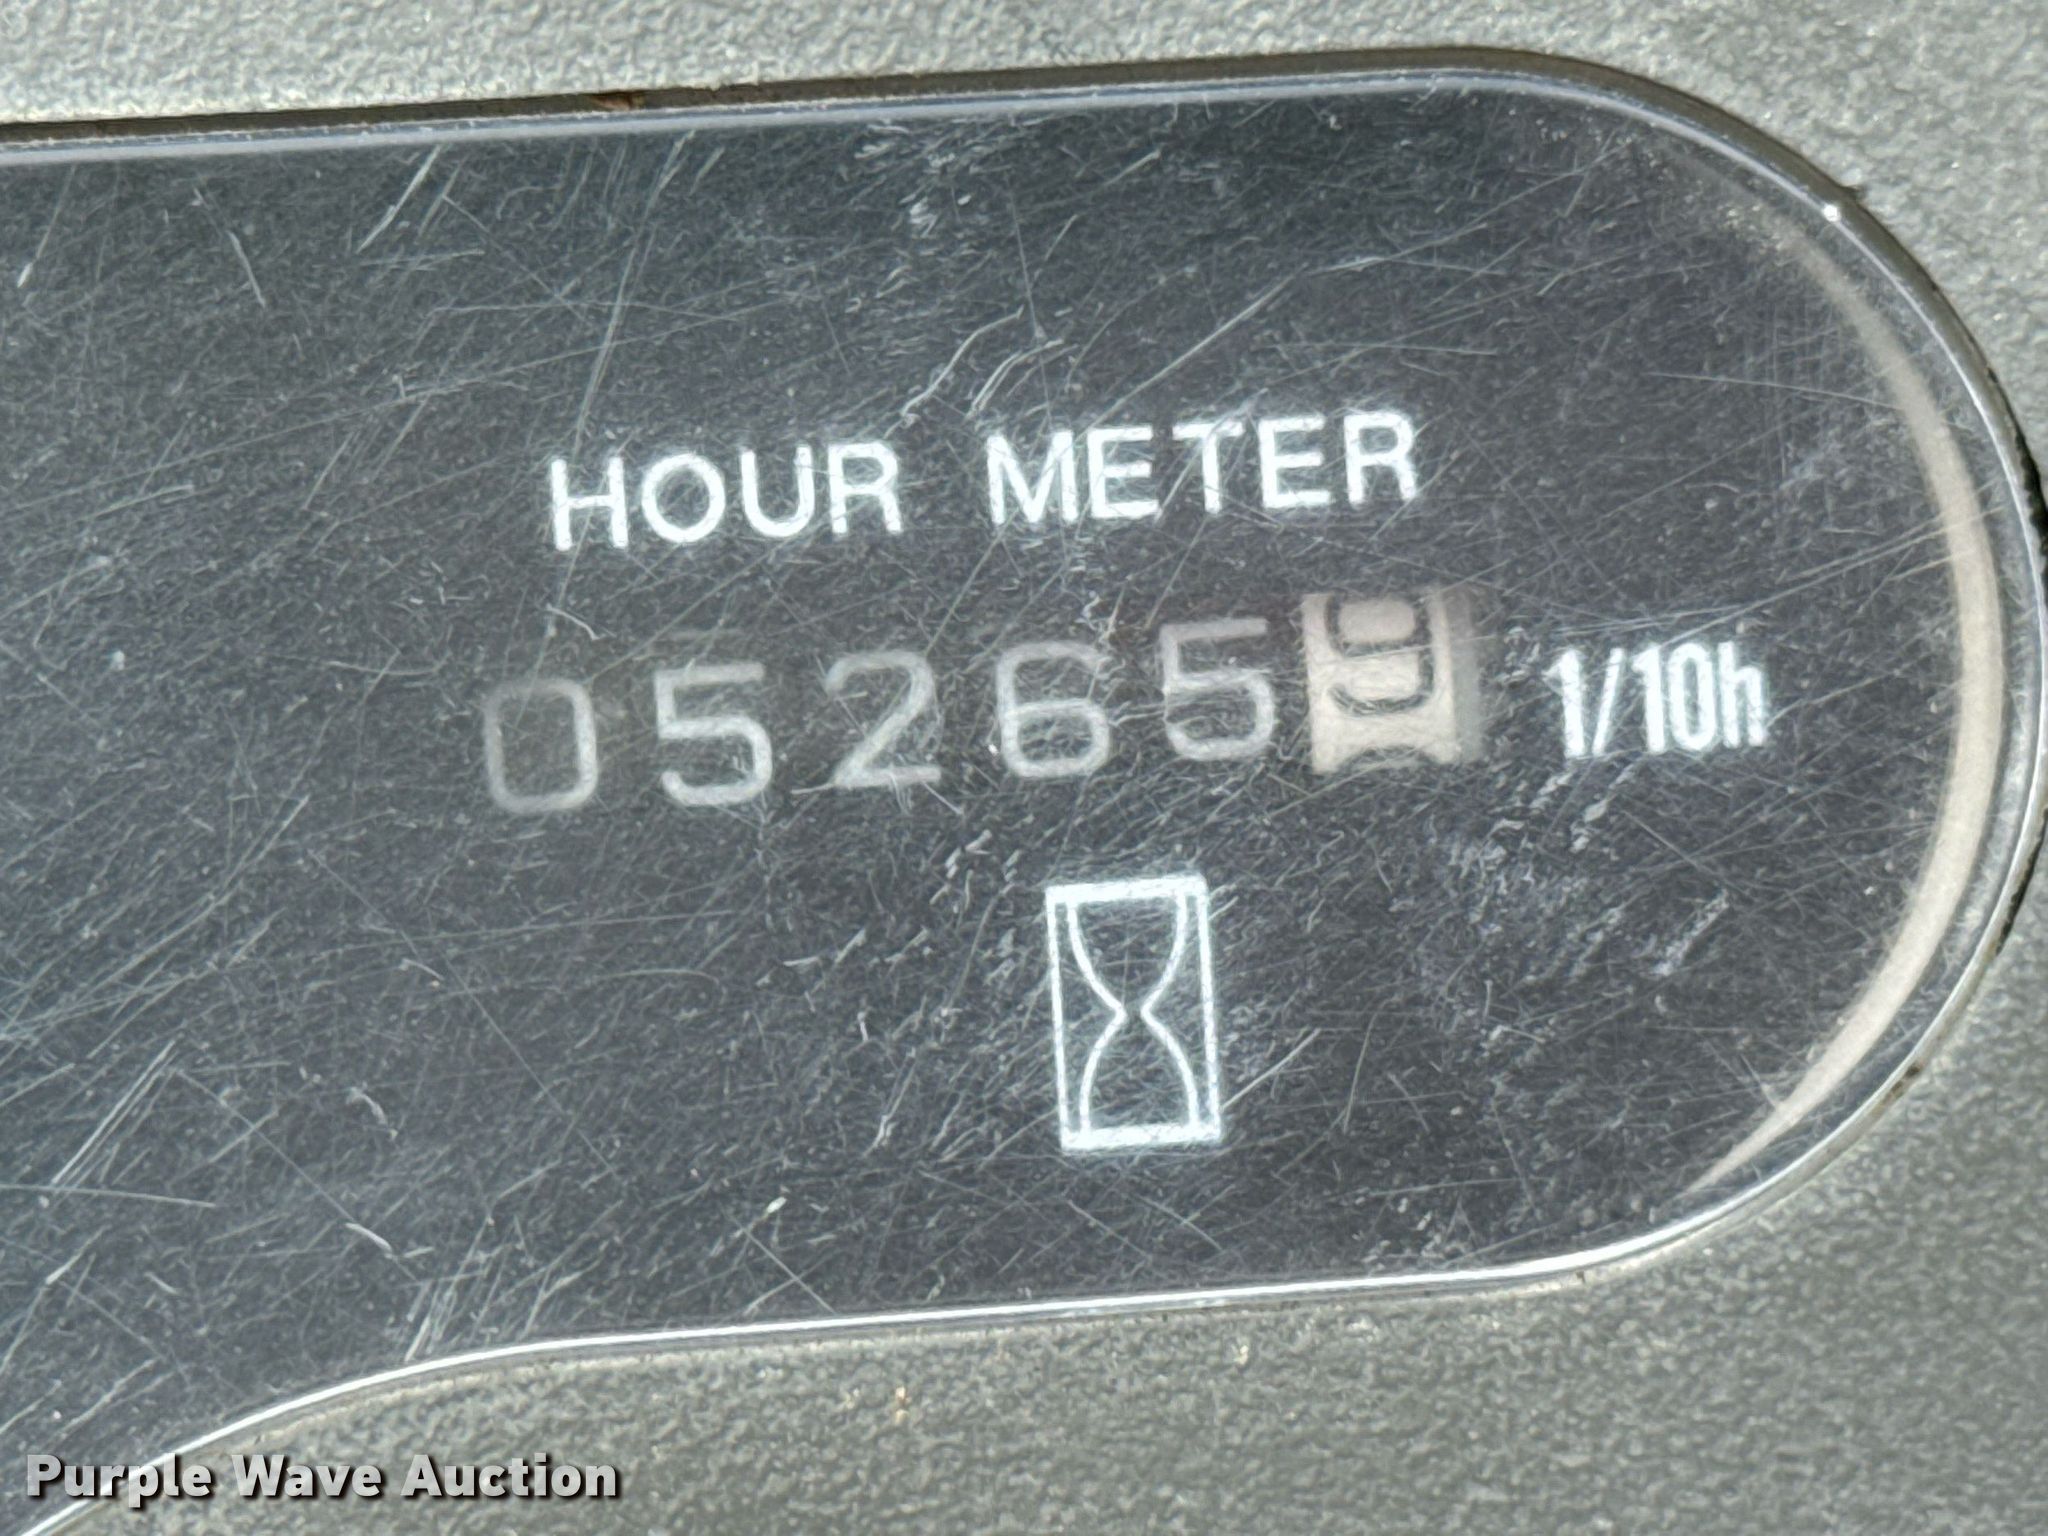 HOUR METER
052659 1/10h
Purple Wave Auction